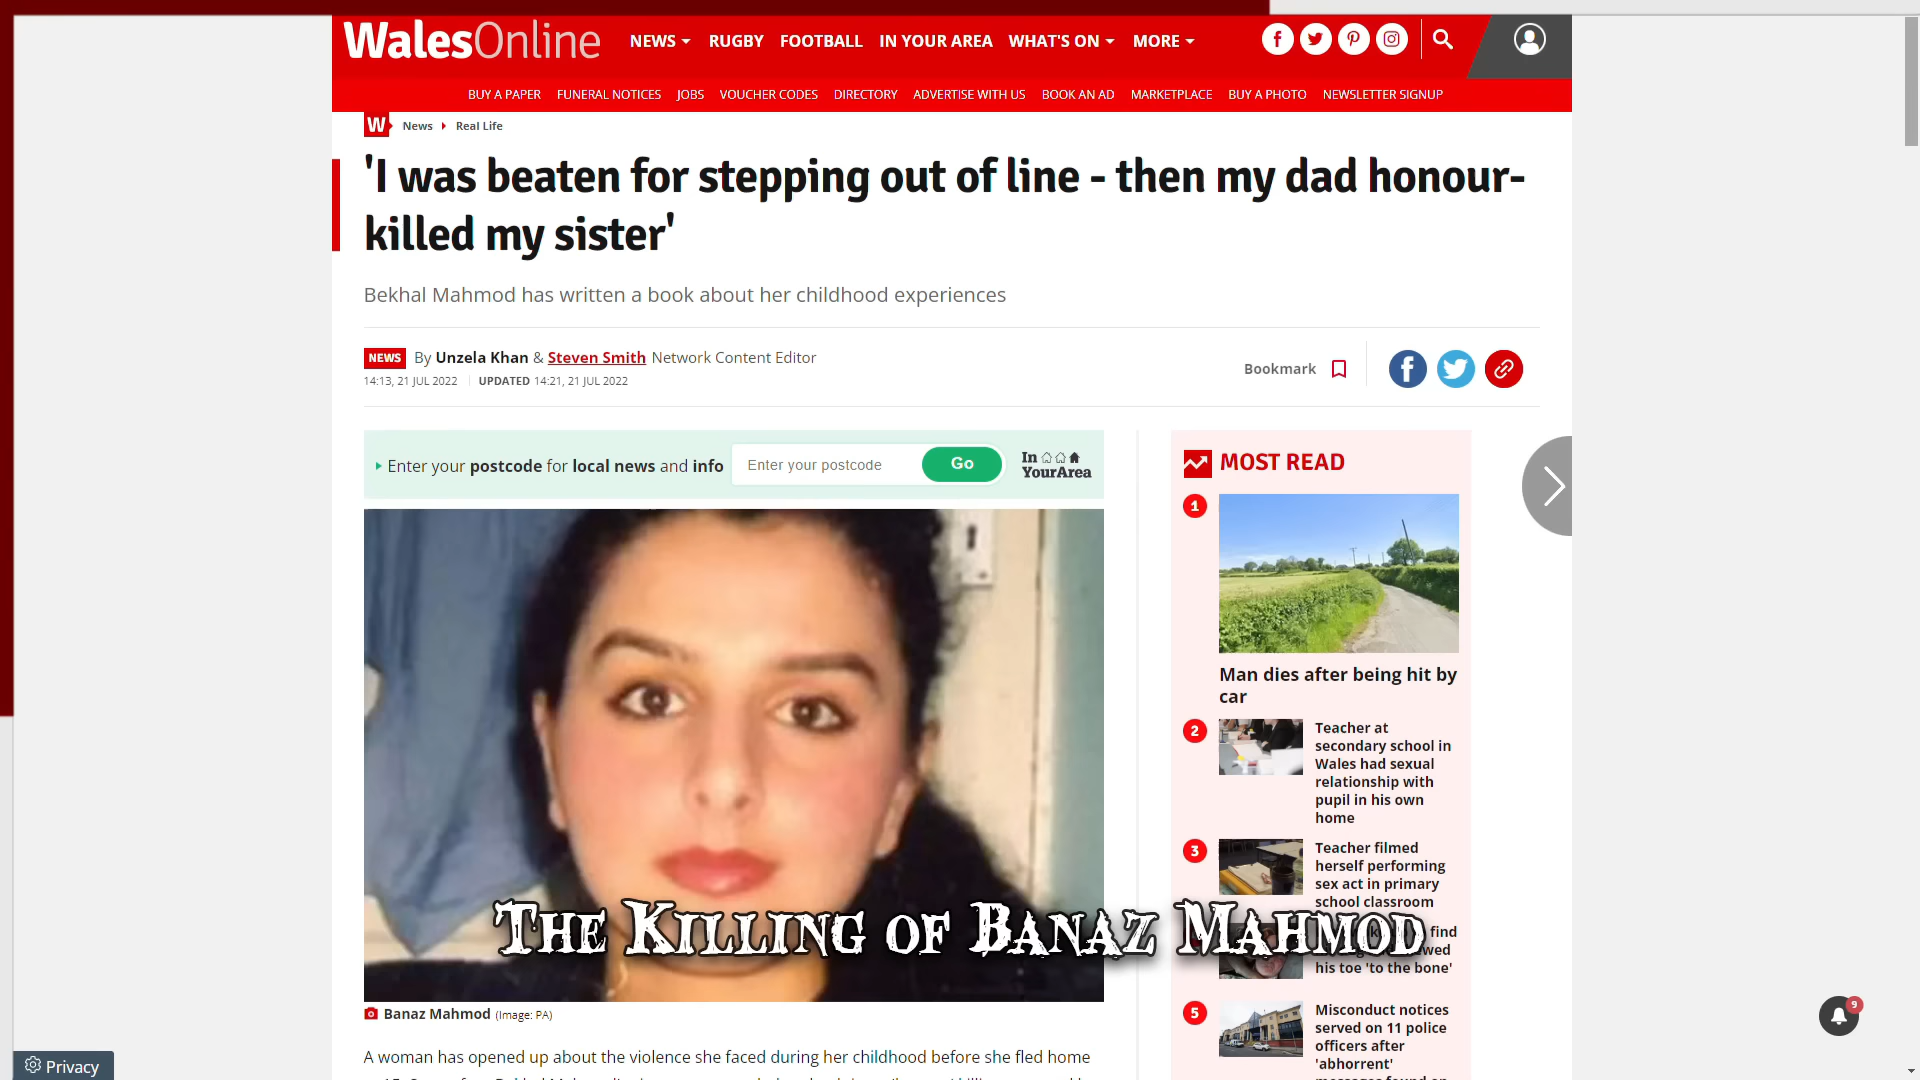 WalesOnline
NEWS RUGBY FOOTBALL IN YOUR AREA WHAT'S ON MORE
BUY A PAPER FUNERAL NOTICES JOBS VOUCHER CODES DIRECTORY ADVERTISE WITH US BOOK AN AD MARKETPLACE BUY A PHOTO NEWSLETTER SIGNUP
W News Real Life
'I was beaten for stepping out of line - then my dad honour-
killed my sister'
Bekhal Mahmod has written a book about her childhood experiences
NEWS By Unzela Khan & Steven Smith Network Content Editor
14:13, 21 JUL 2022 UPDATED 14:21, 21 JUL 2022
Bookmark
Enter your postcode for local news and info
Enter your postcode
Go
In
YourArea
MOST READ
1
Man dies after being hit by
car
2
Teacher at
secondary school in
Wales had sexual
relationship with
pupil in his own
home
3
Teacher filmed
herself performing
sex act in primary
school classroom
find
his toe 'to the bone'
5
Misconduct notices
served on 11 police
officers after
'abhorrent'
The Killing of Banaz Mahmod
Banaz Mahmod (Image: PA)
A woman has opened up about the violence she faced during her childhood before she fled home
9
Privacy